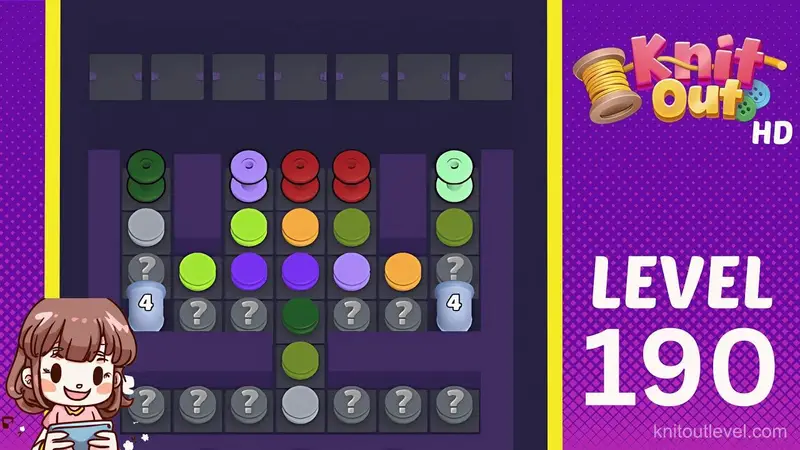 Knit
Out
HD
? ?
4 ? ? ? ? 4
LEVEL
190
? ? ? ? ? ?
knitoutlevel.com